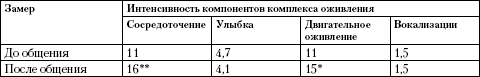 Замер Интенсивность компонентов комплекса оживления
Сосредоточение Улыбка Двигательное оживление Вокализации
До общения 11 4,7 11 1,5
После общения 16** 4,1 15* 1,5